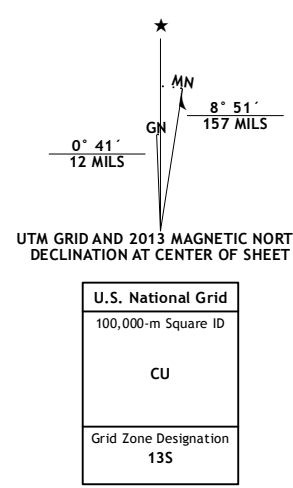 ★
MN
8° 51´
157 MILS
GN
0° 41´
12 MILS
UTM GRID AND 2013 MAGNETIC NORT
DECLINATION AT CENTER OF SHEET
U.S. National Grid
100,000-m Square ID
CU
Grid Zone Designation
13S